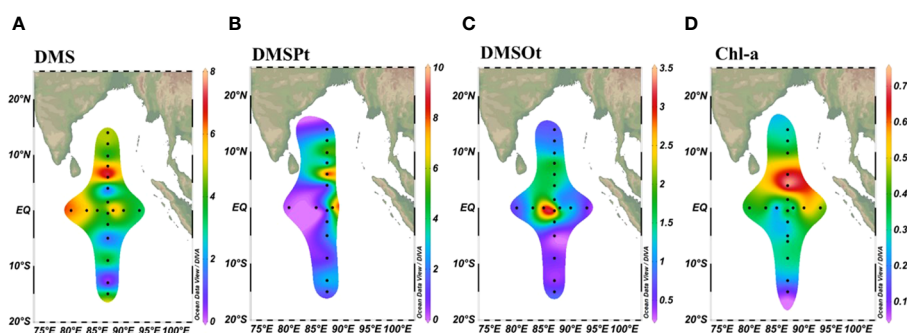 A
B
C
D
DMS
DMSPt
DMSOt
Chl-a
20°N
10°N
EQ
10°S
20°S
75°E 80°E 85°E 90°E 95°E 100°E
8
6
4
2
0
Ocean Data View / DIVA
20°N
10°N
EQ
10°S
20°S
75°E 80°E 85°E 90°E 95°E 100°E
10
8
6
4
2
0
Ocean Data View / DIVA
20°N
10°N
EQ
10°S
20°S
75°E 80°E 85°E 90°E 95°E 100°E
3.5
3
2.5
2
1.5
1
0.5
Ocean Data View / DIVA
20°N
10°N
EQ
10°S
20°S
75°E 80°E 85°E 90°E 95°E 100°E
0.7
0.6
0.5
0.4
0.3
0.2
0.1
Ocean Data View / DIVA